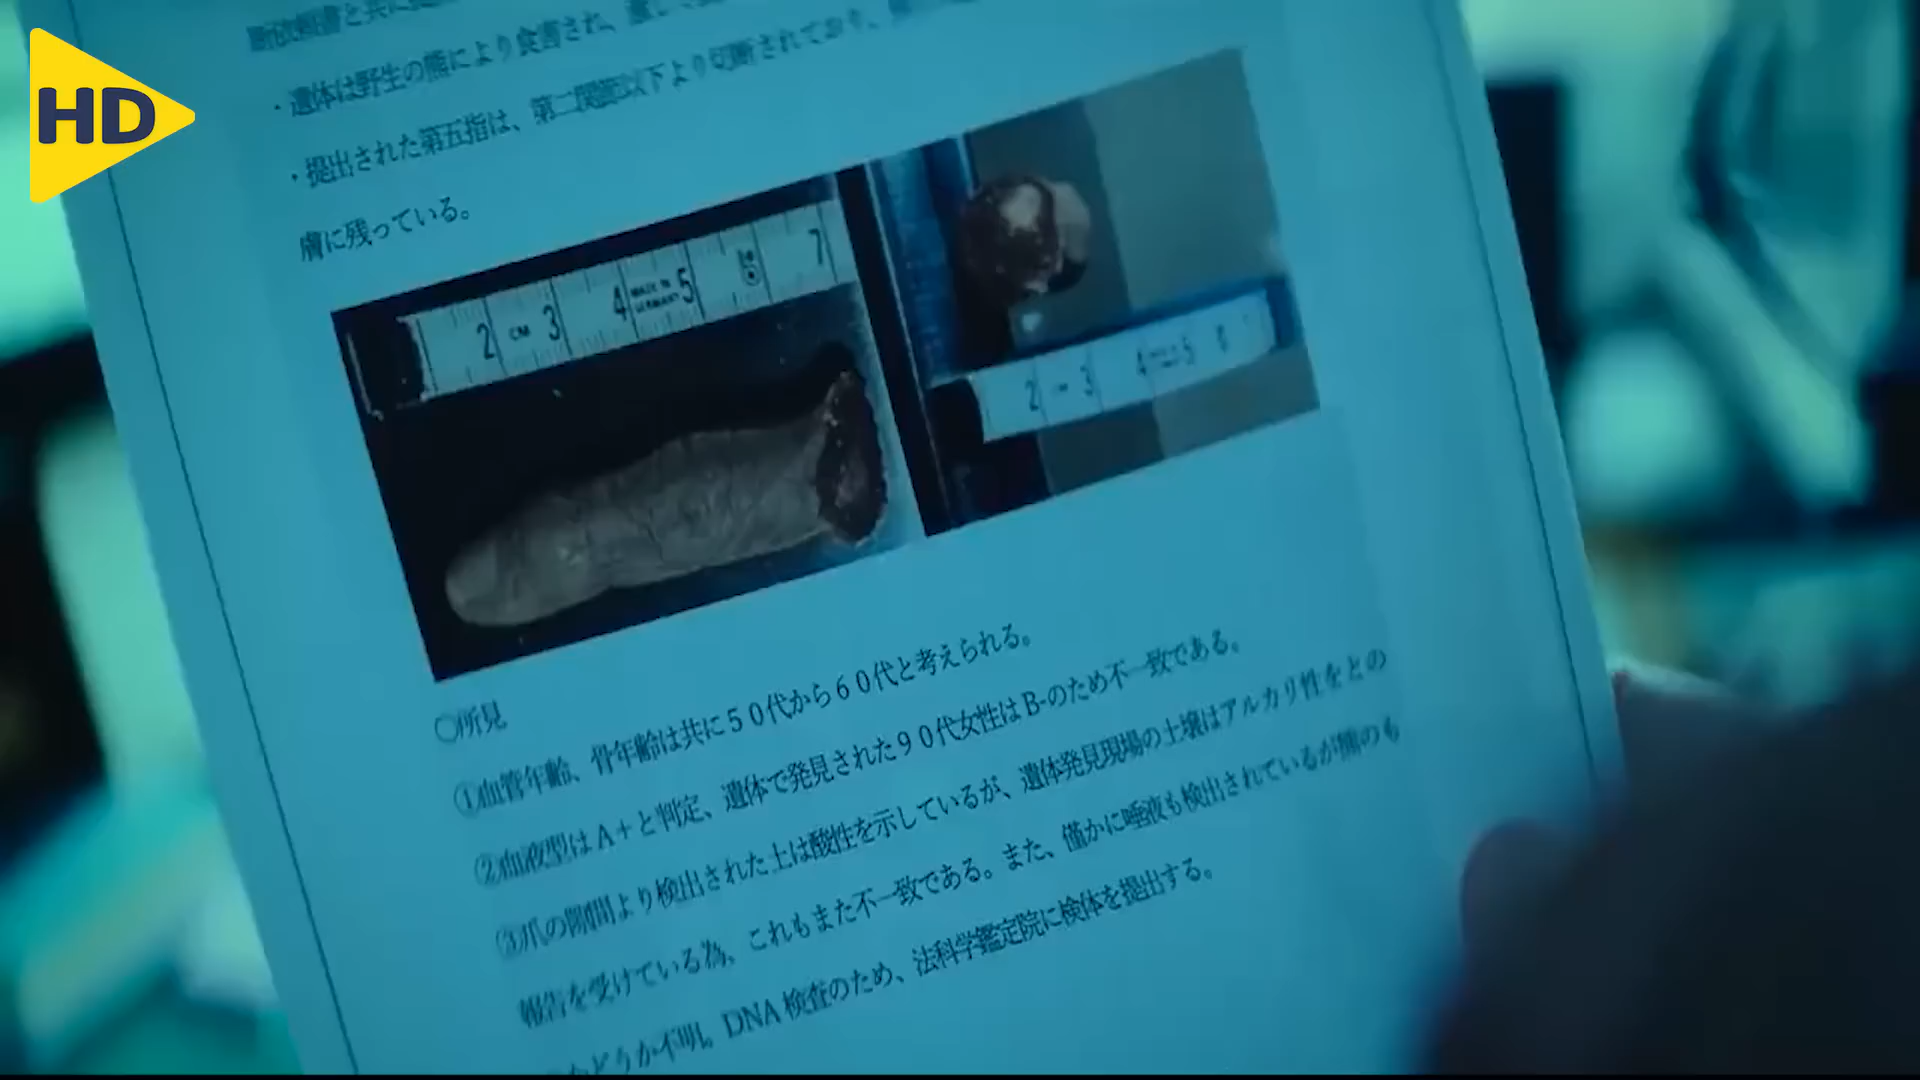 HD
・遺体は野生の熊により食害され、
・提出された第五指は、第二関節以下より切断されており、
膚に残っている。
2 CM 3 4 MADE IN GERMANY 5 6 7
2 3 4 5 6
○所見
①血管年齢、骨年齢は共に50代から60代と考えられる。
②血液型はA+と判定、遺体で発見された90代女性はB-のため不一致である。
③爪の隙間より検出された土は酸性を示しているが、遺体発見現場の土壌はアルカリ性をとの
報告を受けている為、これもまた不一致である。また、僅かに唾液も検出されているが熊のも
かどうか不明。DNA検査のため、法科学鑑定院に検体を提出する。